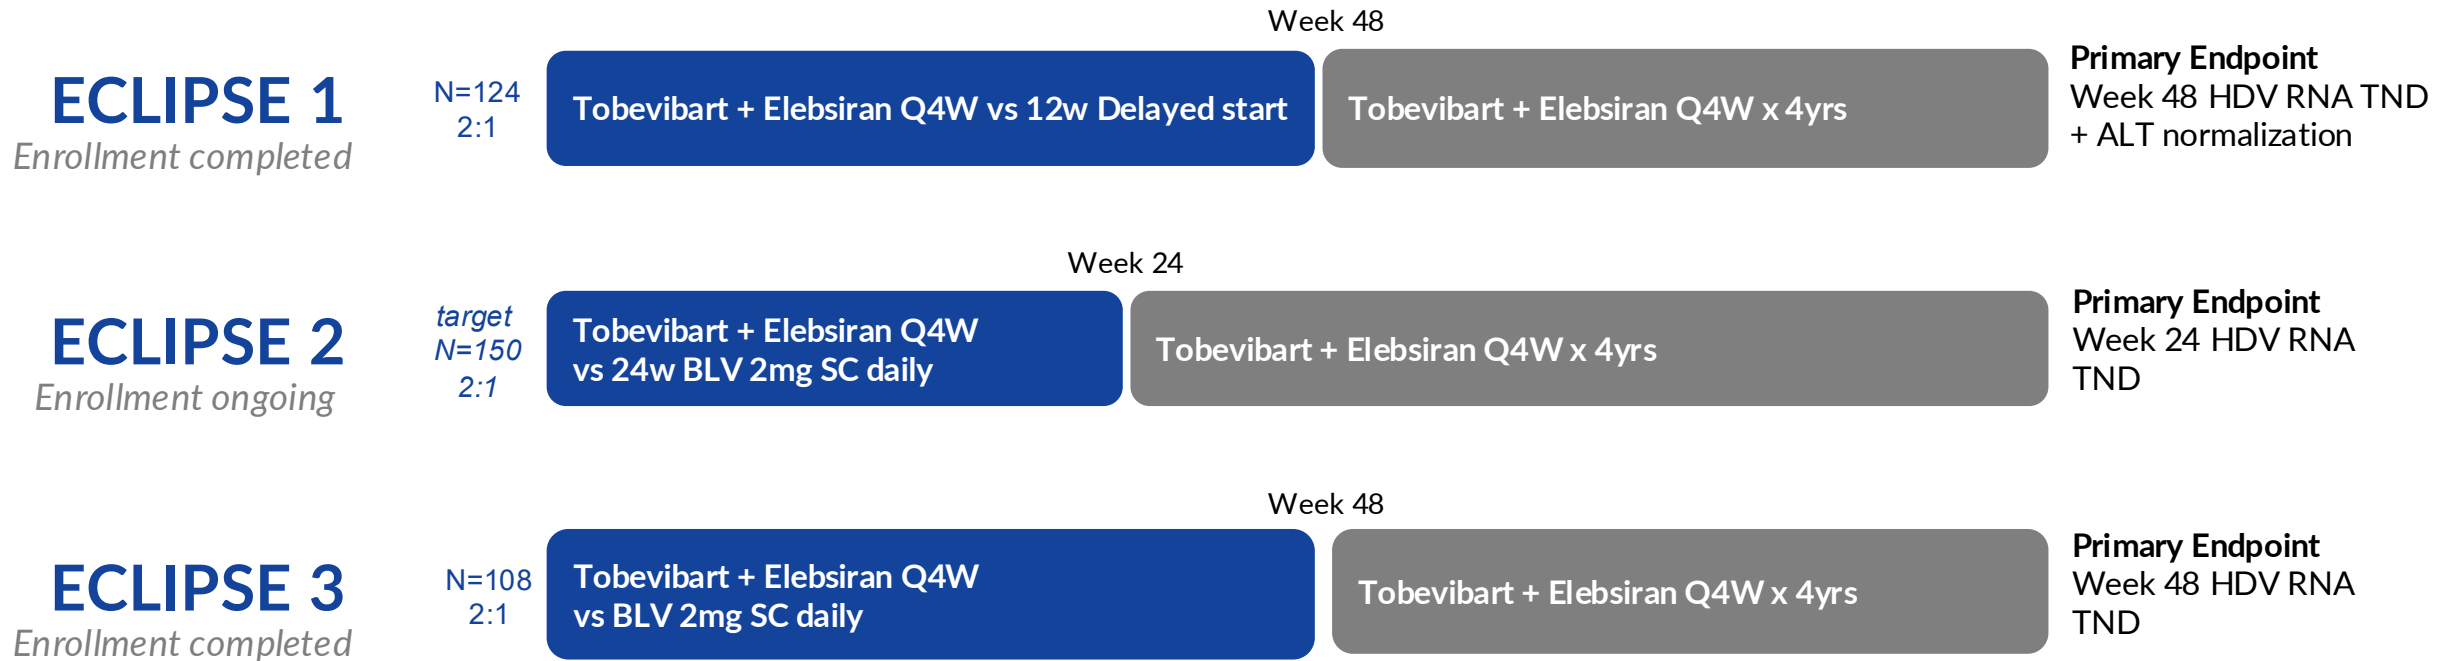 Week 48
ECLIPSE 1
Enrollment completed
N=124
2:1
Tobevibart + Elebsiran Q4W vs 12w Delayed start
Tobevibart + Elebsiran Q4W x 4yrs
Primary Endpoint
Week 48 HDV RNA TND
+ ALT normalization
Week 24
ECLIPSE 2
Enrollment ongoing
target
N=150
2:1
Tobevibart + Elebsiran Q4W
vs 24w BLV 2mg SC daily
Tobevibart + Elebsiran Q4W x 4yrs
Primary Endpoint
Week 24 HDV RNA
TND
Week 48
ECLIPSE 3
Enrollment completed
N=108
2:1
Tobevibart + Elebsiran Q4W
vs BLV 2mg SC daily
Tobevibart + Elebsiran Q4W x 4yrs
Primary Endpoint
Week 48 HDV RNA
TND